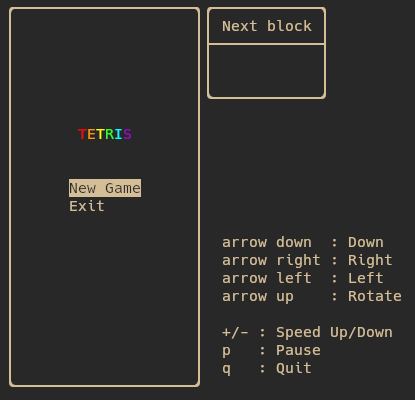 TETRIS
New Game
Exit
Next block
arrow down  : Down
arrow right : Right
arrow left  : Left
arrow up    : Rotate
+/- : Speed Up/Down
p   : Pause
q   : Quit